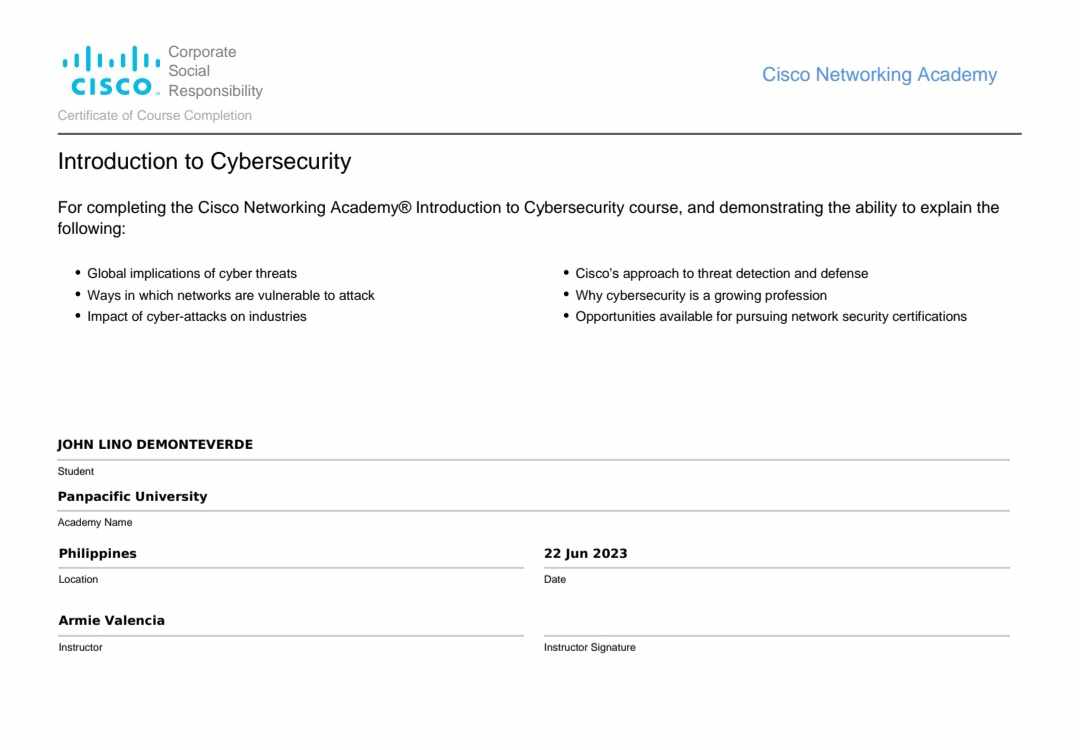 CISCO
Corporate
Social
Responsibility
Cisco Networking Academy
Certificate of Course Completion
Introduction to Cybersecurity
For completing the Cisco Networking Academy® Introduction to Cybersecurity course, and demonstrating the ability to explain the
following:
• Global implications of cyber threats
• Ways in which networks are vulnerable to attack
• Impact of cyber-attacks on industries
• Cisco's approach to threat detection and defense
• Why cybersecurity is a growing profession
• Opportunities available for pursuing network security certifications
JOHN LINO DEMONTEVERDE
Student
Panpacific University
Academy Name
Philippines
Location
22 Jun 2023
Date
Armie Valencia
Instructor
Instructor Signature